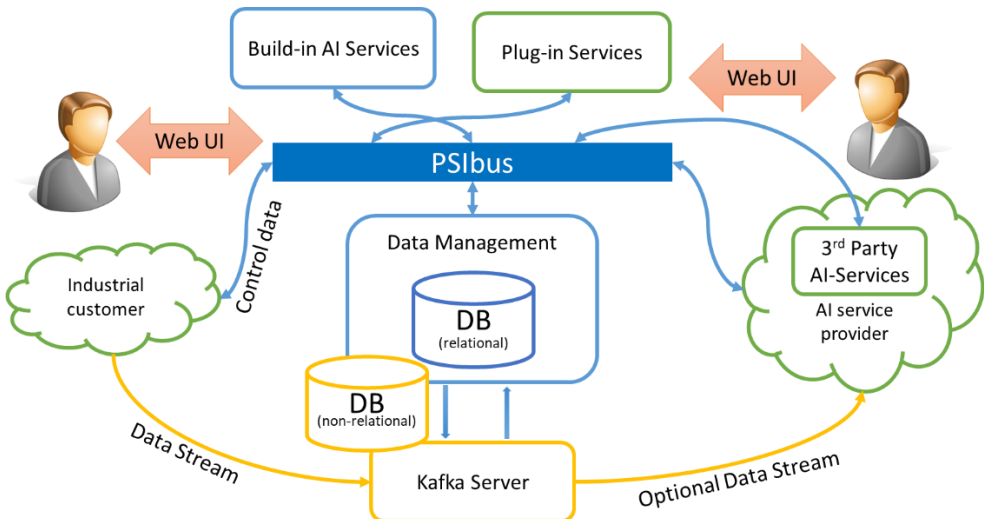 Build-in AI Services
Plug-in Services
Web UI
Web UI
PSIbus
Control data
Data Management
3rd Party
AI-Services
AI service
provider
Industrial
customer
DB
(relational)
DB
(non-relational)
Data Stream
Kafka Server
Optional Data Stream